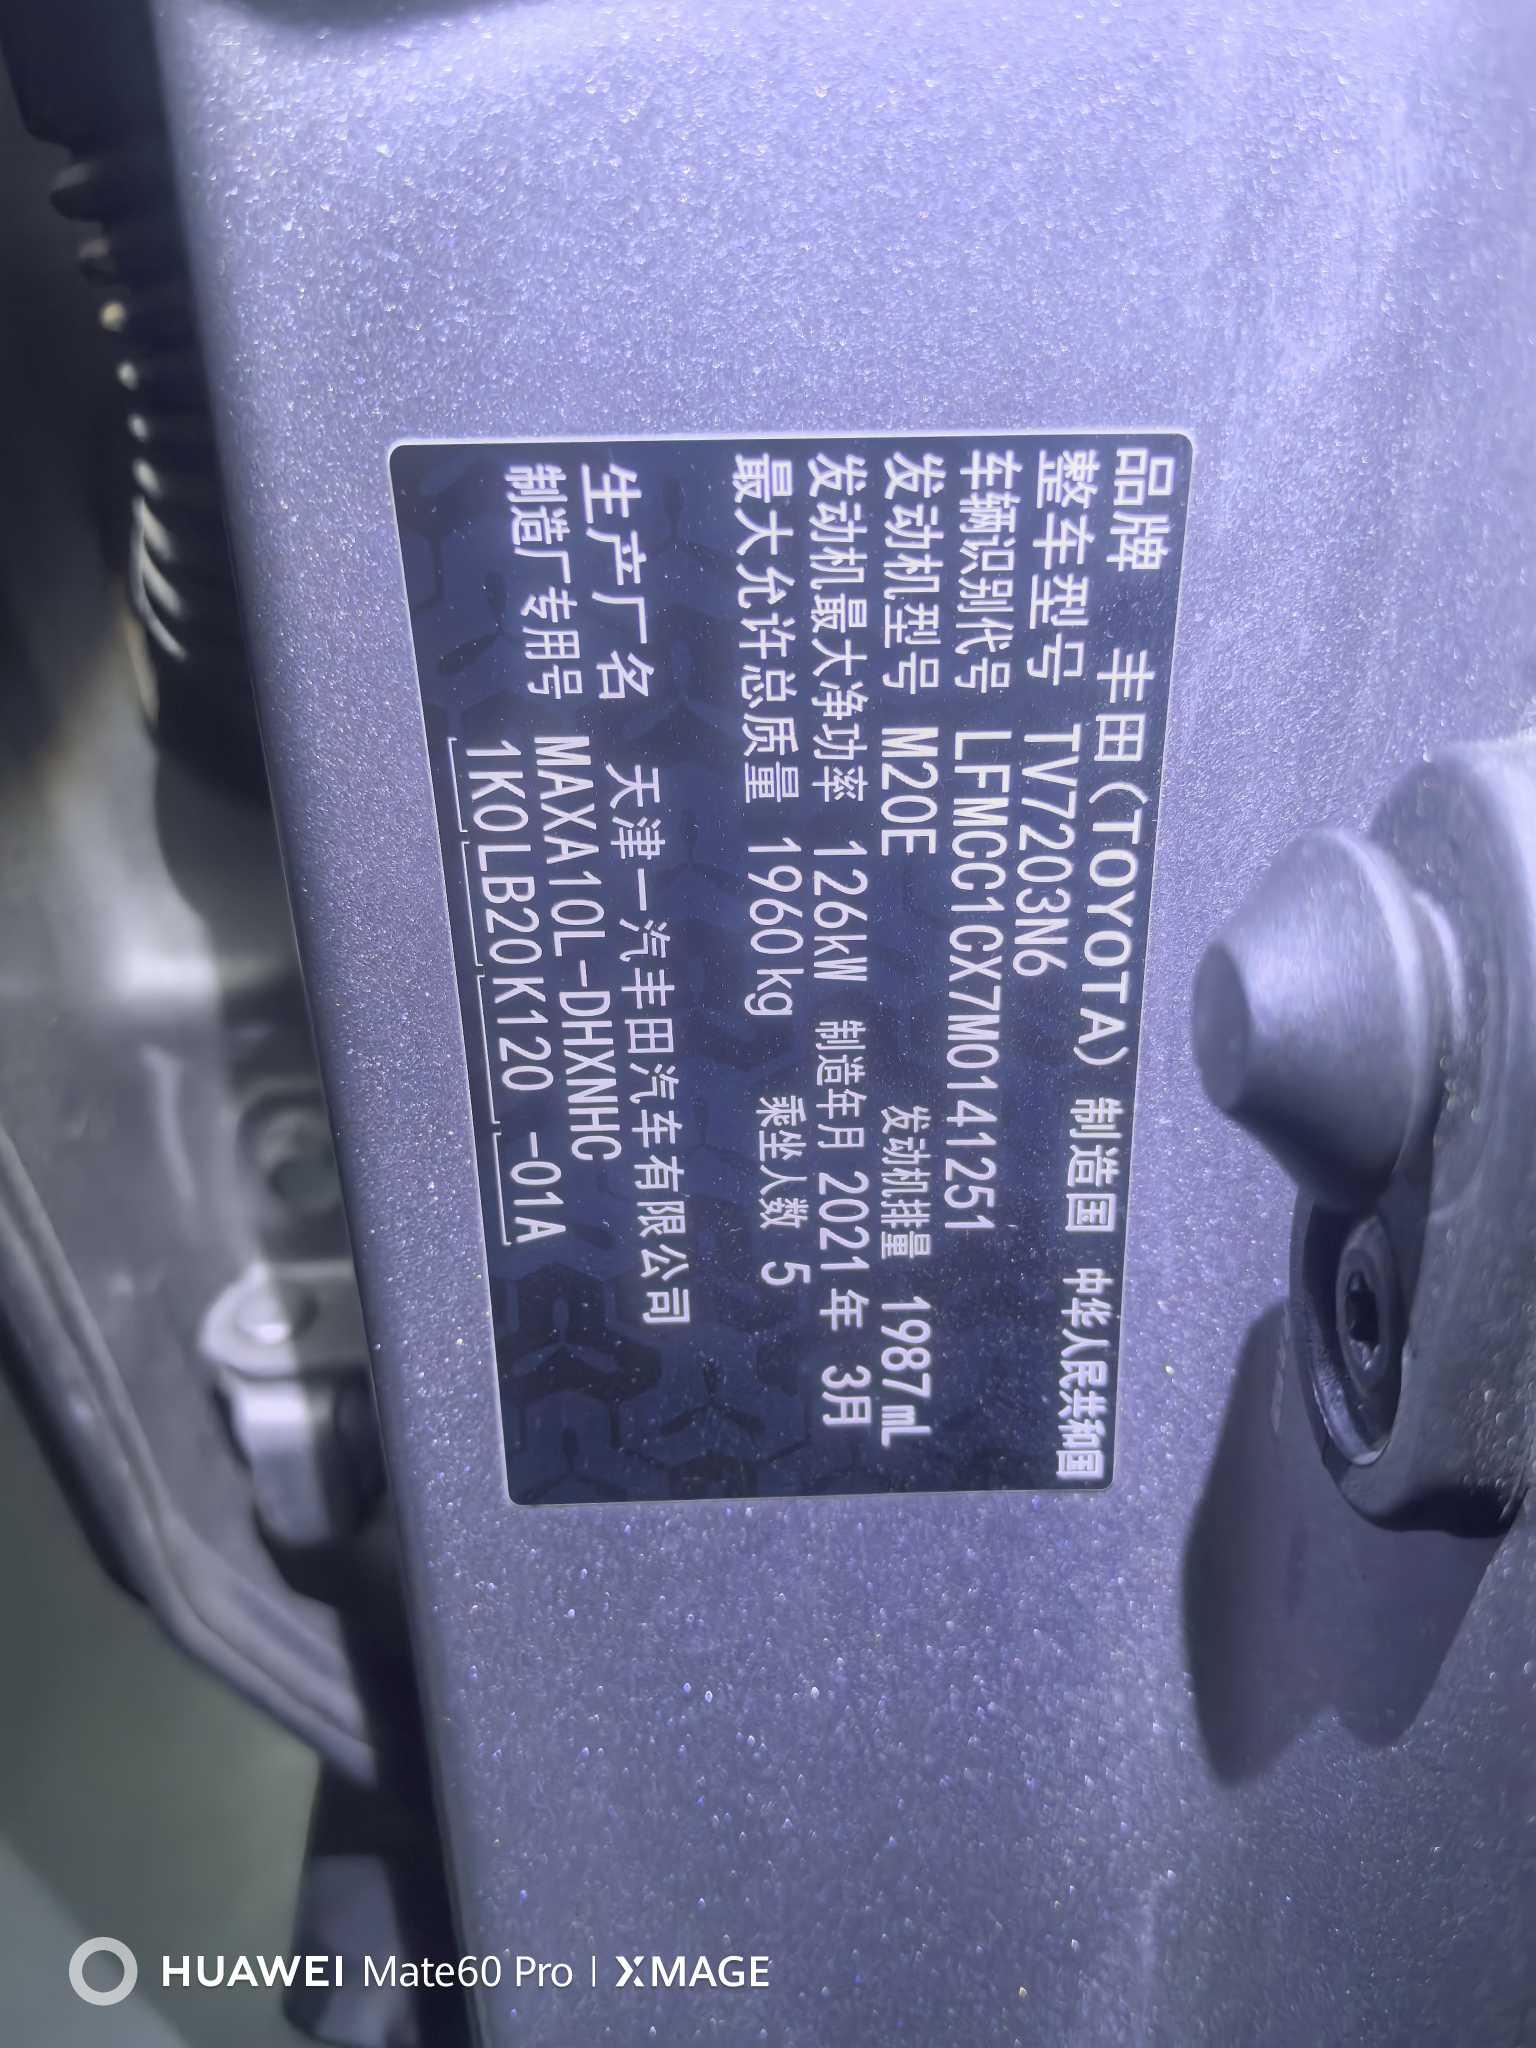 品牌 丰田(TOYOTA) 制造国 中华人民共和国
整车型号 TV7203N6
车辆识别代号 LFMCC1CX7M0141251
发动机型号 M20E 发动机排量 1987mL
发动机最大净功率 126kW 制造年月 2021年 3月
最大允许总质量 1960kg 乘坐人数 5
生产厂名 天津一汽丰田汽车有限公司
制造厂专用号 MAXA10L-DHXNHC
1K0LB20K120 -01A
HUAWEI Mate60 Pro | XMAGE